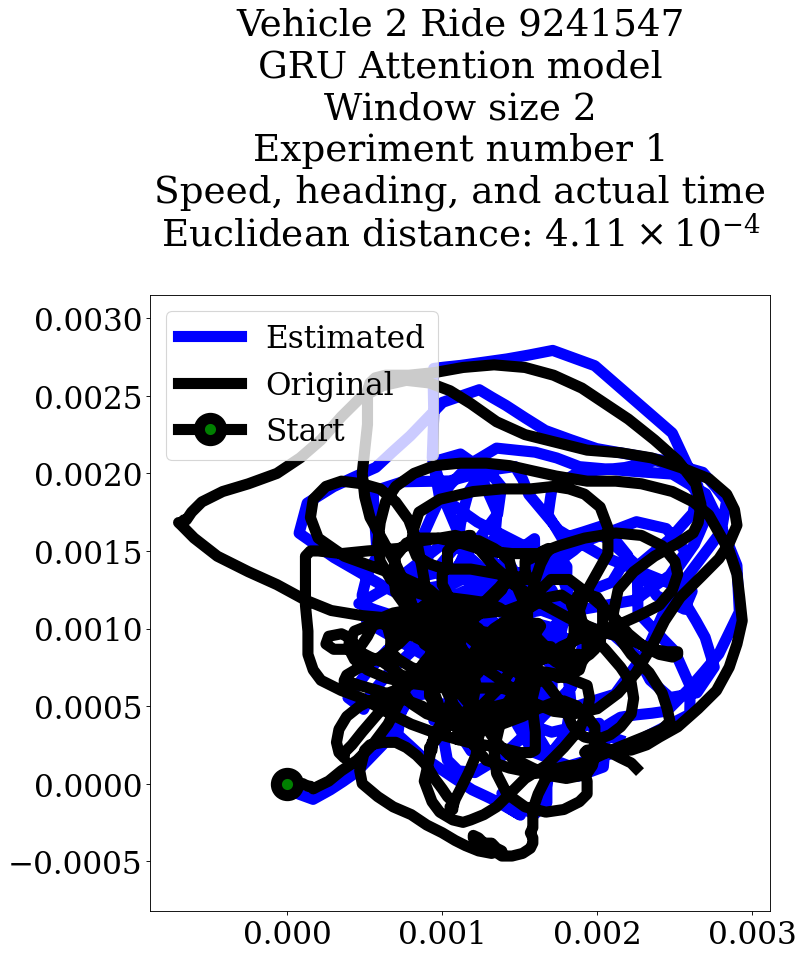 Vehicle 2 Ride 9241547
GRU Attention model
Window size 2
Experiment number 1
Speed, heading, and actual time
Euclidean distance: 4.11 × 10⁻⁴
0.0030
0.0025
0.0020
0.0015
0.0010
0.0005
0.0000
−0.0005
Estimated
Original
Start
0.000 0.001 0.002 0.003